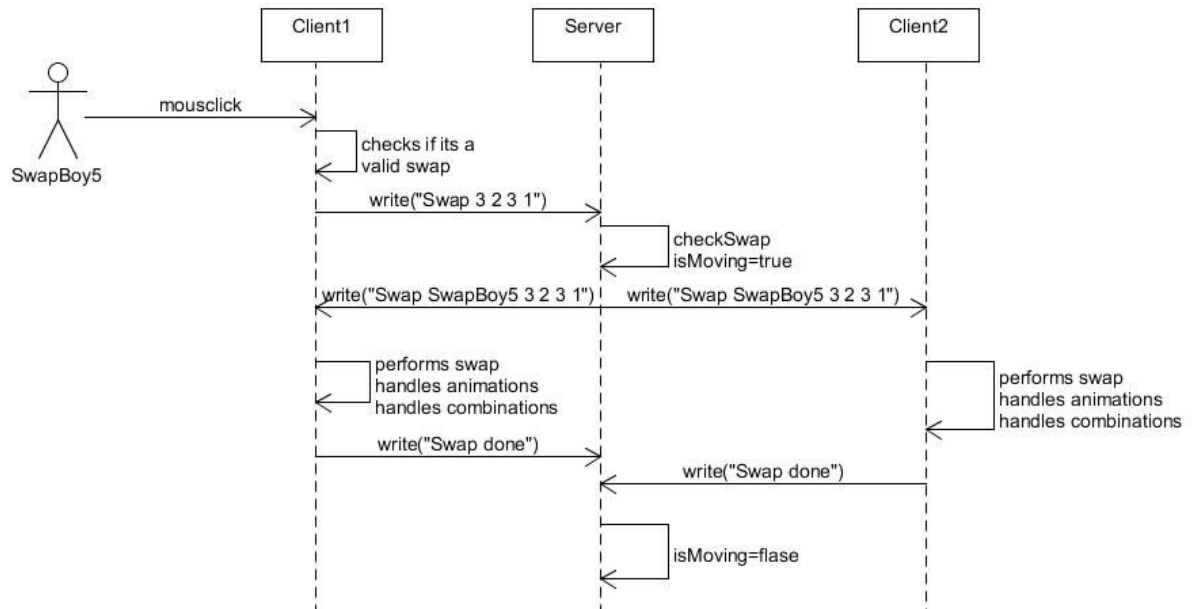 Client1
Server
Client2
mousclick
SwapBoy5
checks if its a
valid swap
write("Swap 3 2 3 1")
checkSwap
isMoving=true
write("Swap SwapBoy5 3 2 3 1")
write("Swap SwapBoy5 3 2 3 1")
performs swap
handles animations
handles combinations
performs swap
handles animations
handles combinations
write("Swap done")
write("Swap done")
isMoving=flase